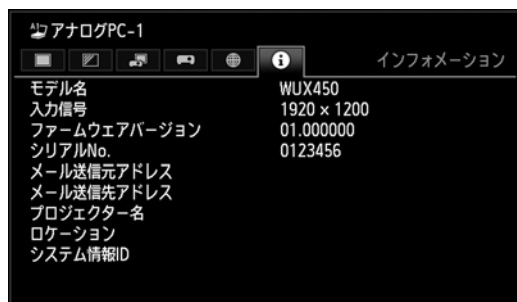 アナログPC-1
インフォメーション
モデル名 WUX450
入力信号 1920 × 1200
ファームウェアバージョン 01.000000
シリアルNo. 0123456
メール送信元アドレス
メール送信先アドレス
プロジェクター名
ロケーション
システム情報ID